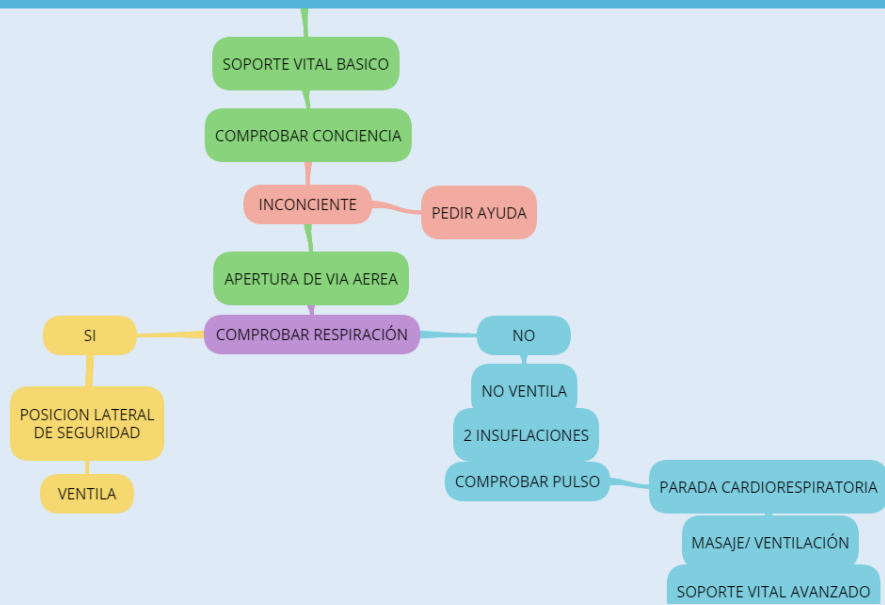 SOPORTE VITAL BASICO
COMPROBAR CONCIENCIA
INCONCIENTE
PEDIR AYUDA
APERTURA DE VIA AEREA
SI
COMPROBAR RESPIRACIÓN
NO
POSICION LATERAL
DE SEGURIDAD
VENTILA
NO VENTILA
2 INSUFLACIONES
COMPROBAR PULSO
PARADA CARDIORESPIRATORIA
MASAJE/ VENTILACIÓN
SOPORTE VITAL AVANZADO